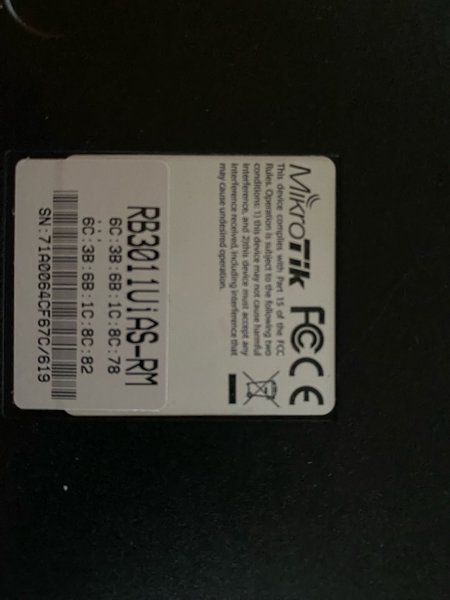 MikroTik FC CE
This device complies with Part 15 of the FCC
Rules. Operation is subject to the following two
conditions: 1) this device may not cause harmful
interference, and 2)this device must accept any
interference received, including interference that
may cause undesired operation.
RB3011UiAS-RM
6C:3B:6B:1C:8C:78
6C:3B:6B:1C:8C:82
SN:71A0064CF67C/619